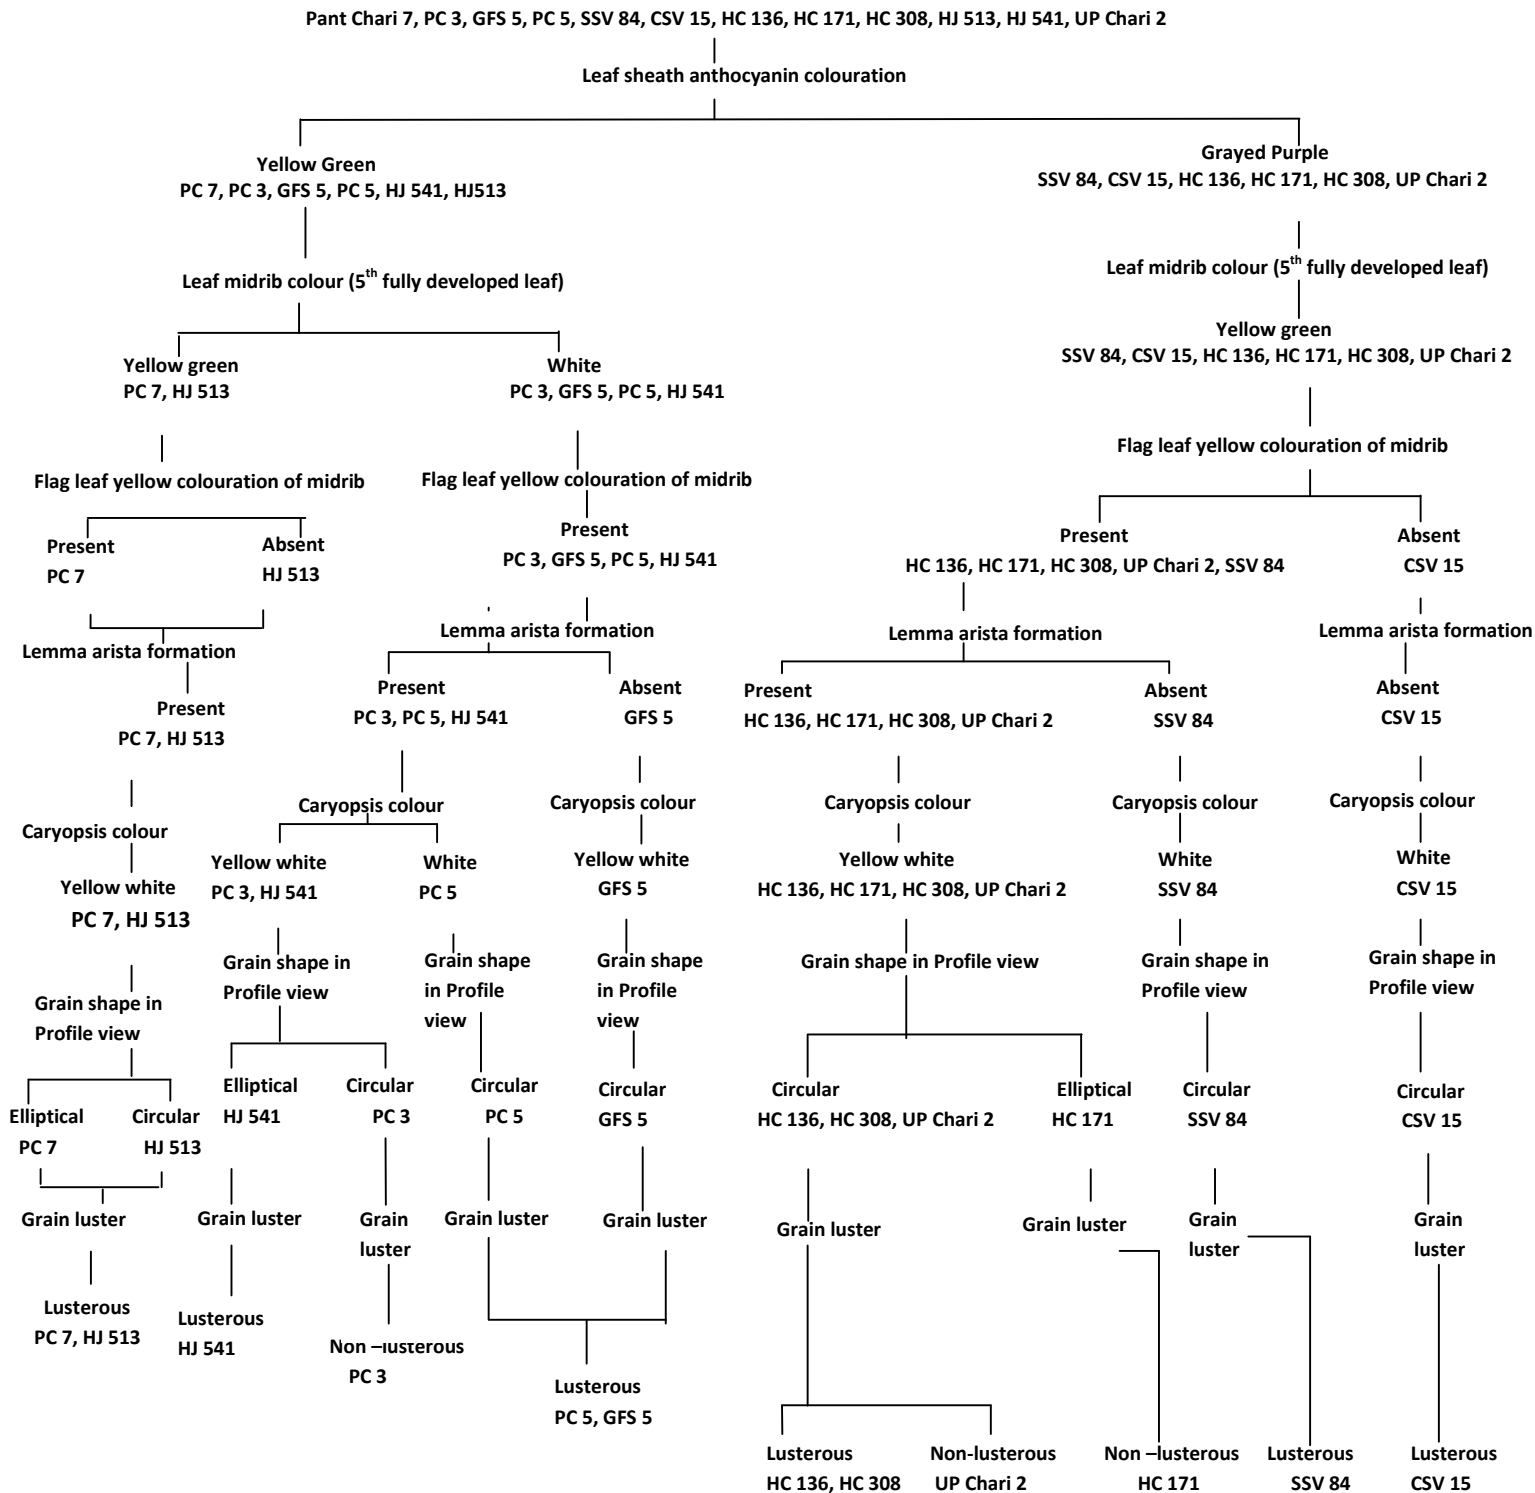 Pant Chari 7, PC 3, GFS 5, PC 5, SSV 84, CSV 15, HC 136, HC 171, HC 308, HJ 513, HJ 541, UP Chari 2
Leaf sheath anthocyanin colouration
Yellow Green
PC 7, PC 3, GFS 5, PC 5, HJ 541, HJ513
Grayed Purple
SSV 84, CSV 15, HC 136, HC 171, HC 308, UP Chari 2
Leaf midrib colour (5th fully developed leaf)
Leaf midrib colour (5th fully developed leaf)
Yellow green
PC 7, HJ 513
White
PC 3, GFS 5, PC 5, HJ 541
Yellow green
SSV 84, CSV 15, HC 136, HC 171, HC 308, UP Chari 2
Flag leaf yellow colouration of midrib
Flag leaf yellow colouration of midrib
Flag leaf yellow colouration of midrib
Present
PC 7
Absent
HJ 513
Present
PC 3, GFS 5, PC 5, HJ 541
Present
HC 136, HC 171, HC 308, UP Chari 2, SSV 84
Absent
CSV 15
Lemma arista formation
Lemma arista formation
Lemma arista formation
Lemma arista formation
Present
PC 7, HJ 513
Present
PC 3, PC 5, HJ 541
Absent
GFS 5
Present
HC 136, HC 171, HC 308, UP Chari 2
Absent
SSV 84
Absent
CSV 15
Caryopsis colour
Caryopsis colour
Caryopsis colour
Caryopsis colour
Caryopsis colour
Caryopsis colour
Yellow white
PC 7, HJ 513
Yellow white
PC 3, HJ 541
White
PC 5
Yellow white
GFS 5
Yellow white
HC 136, HC 171, HC 308, UP Chari 2
White
SSV 84
White
CSV 15
Grain shape in
Profile view
Grain shape in
Profile view
Grain shape
in Profile
view
Grain shape
in Profile
view
Grain shape in Profile view
Grain shape in
Profile view
Grain shape in
Profile view
Elliptical
PC 7
Circular
HJ 513
Elliptical
HJ 541
Circular
PC 3
Circular
PC 5
Circular
GFS 5
Circular
HC 136, HC 308, UP Chari 2
Elliptical
HC 171
Circular
SSV 84
Circular
CSV 15
Grain luster
Grain luster
Grain
luster
Grain luster
Grain luster
Grain luster
Grain luster
Grain
luster
Grain
luster
Lusterous
PC 7, HJ 513
Lusterous
HJ 541
Non –lusterous
PC 3
Lusterous
PC 5, GFS 5
Lusterous
HC 136, HC 308
Non-lusterous
UP Chari 2
Non –lusterous
HC 171
Lusterous
SSV 84
Lusterous
CSV 15